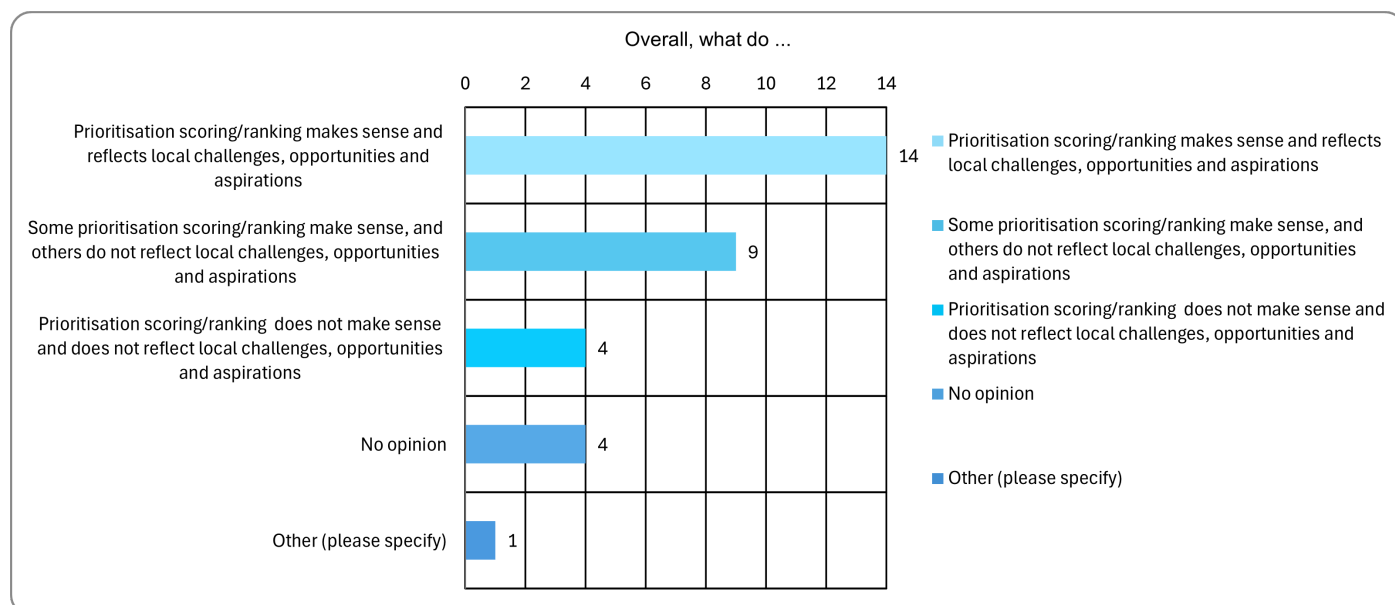 Overall, what do ...
0 2 4 6 8 10 12 14
Prioritisation scoring/ranking makes sense and
reflects local challenges, opportunities and
aspirations
14
Some prioritisation scoring/ranking make sense, and
others do not reflect local challenges, opportunities
and aspirations
9
Prioritisation scoring/ranking  does not make sense
and does not reflect local challenges, opportunities
and aspirations
4
No opinion
4
Other (please specify)
1
Prioritisation scoring/ranking makes sense and reflects
local challenges, opportunities and aspirations
Some prioritisation scoring/ranking make sense, and
others do not reflect local challenges, opportunities
and aspirations
Prioritisation scoring/ranking  does not make sense and
does not reflect local challenges, opportunities and
aspirations
No opinion
Other (please specify)